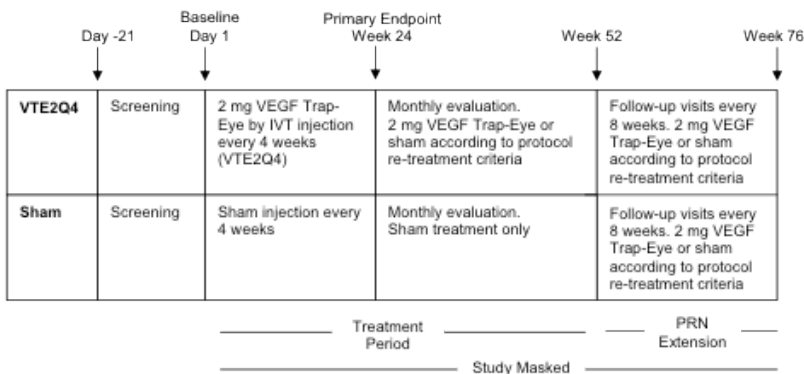 Baseline
Primary Endpoint
Day -21
Day 1
Week 24
Week 52
Week 76
VTE2Q4
Screening
2 mg VEGF Trap-
Eye by IVT injection
every 4 weeks
(VTE2Q4)
Monthly evaluation.
2 mg VEGF Trap-Eye or
sham according to protocol
re-treatment criteria
Follow-up visits every
8 weeks. 2 mg VEGF
Trap-Eye or sham
according to protocol
re-treatment criteria
Sham
Screening
Sham injection every
4 weeks
Monthly evaluation.
Sham treatment only
Follow-up visits every
8 weeks. 2 mg VEGF
Trap-Eye or sham
according to protocol
re-treatment criteria
Treatment
Period
PRN
Extension
Study Masked